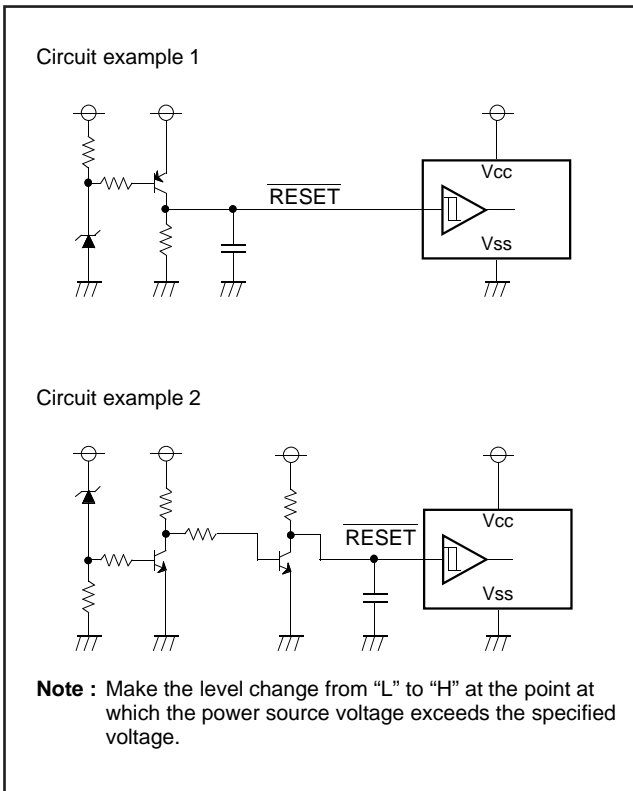 Circuit example 1
RESET
Vcc
Vss
Circuit example 2
RESET
Vcc
Vss
Note : Make the level change from “L” to “H” at the point at
which the power source voltage exceeds the specified
voltage.